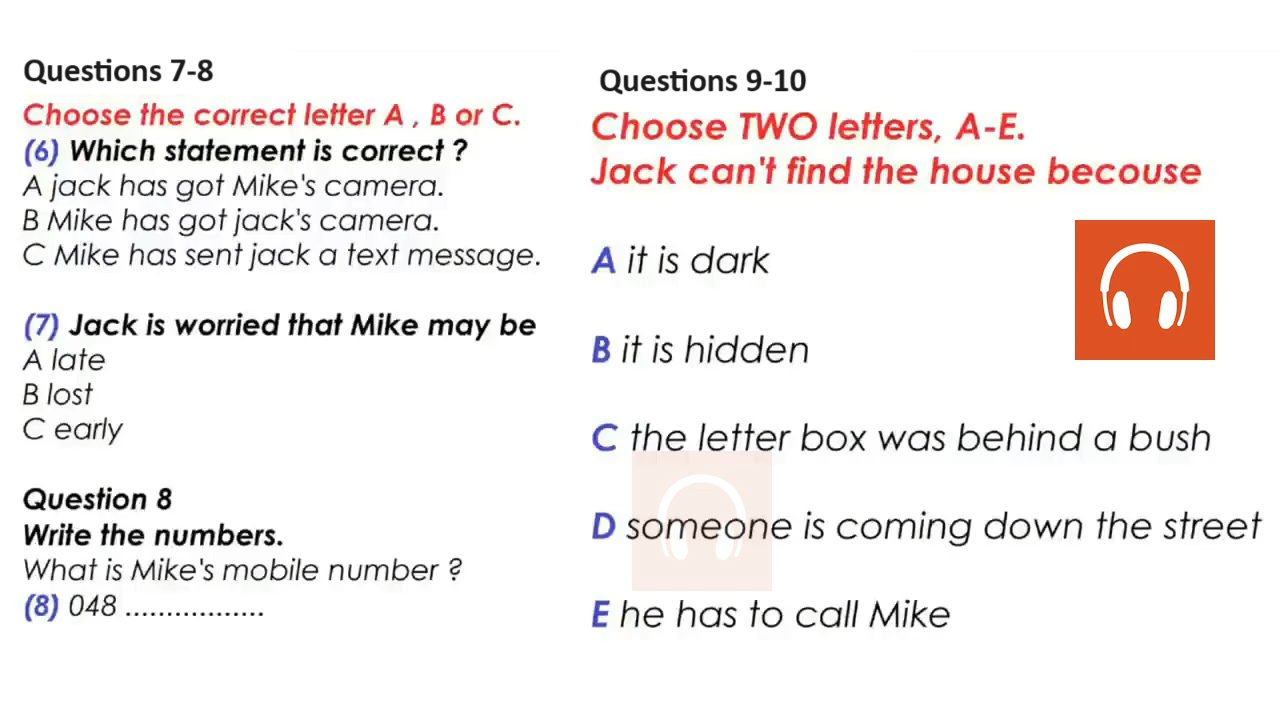 Questions 7-8
Choose the correct letter A , B or C.
(6) Which statement is correct ?
A jack has got Mike's camera.
B Mike has got jack's camera.
C Mike has sent jack a text message.
(7) Jack is worried that Mike may be
A late
B lost
C early
Question 8
Write the numbers.
What is Mike's mobile number ?
(8) 048 .................
Questions 9-10
Choose TWO letters, A-E.
Jack can't find the house becouse
A it is dark
B it is hidden
C the letter box was behind a bush
D someone is coming down the street
E he has to call Mike